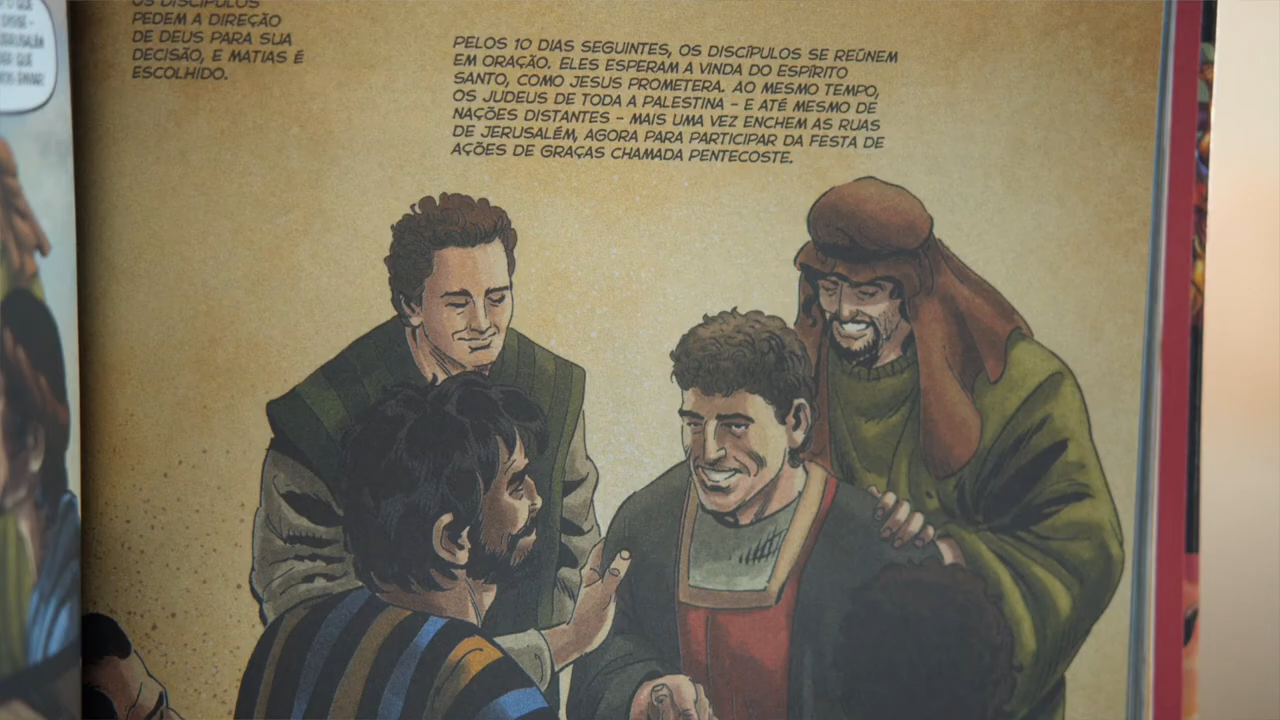 OS DISCÍPULOS
PEDEM A DIREÇÃO
DE DEUS PARA SUA
DECISÃO, E MATIAS É
ESCOLHIDO.
PELOS 10 DIAS SEGUINTES, OS DISCÍPULOS SE REÚNEM
EM ORAÇÃO. ELES ESPERAM A VINDA DO ESPÍRITO
SANTO, COMO JESUS PROMETERA. AO MESMO TEMPO,
OS JUDEUS DE TODA A PALESTINA – E ATÉ MESMO DE
NAÇÕES DISTANTES – MAIS UMA VEZ ENCHEM AS RUAS
DE JERUSALÉM, AGORA PARA PARTICIPAR DA FESTA DE
AÇÕES DE GRAÇAS CHAMADA PENTECOSTE.